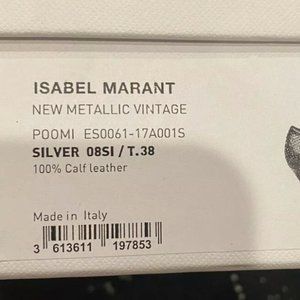 ISABEL MARANT
NEW METALLIC VINTAGE
POOMI ES0061-17A001S
SILVER 08SI / T.38
100% Calf leather
Made in Italy
3 613611 197853